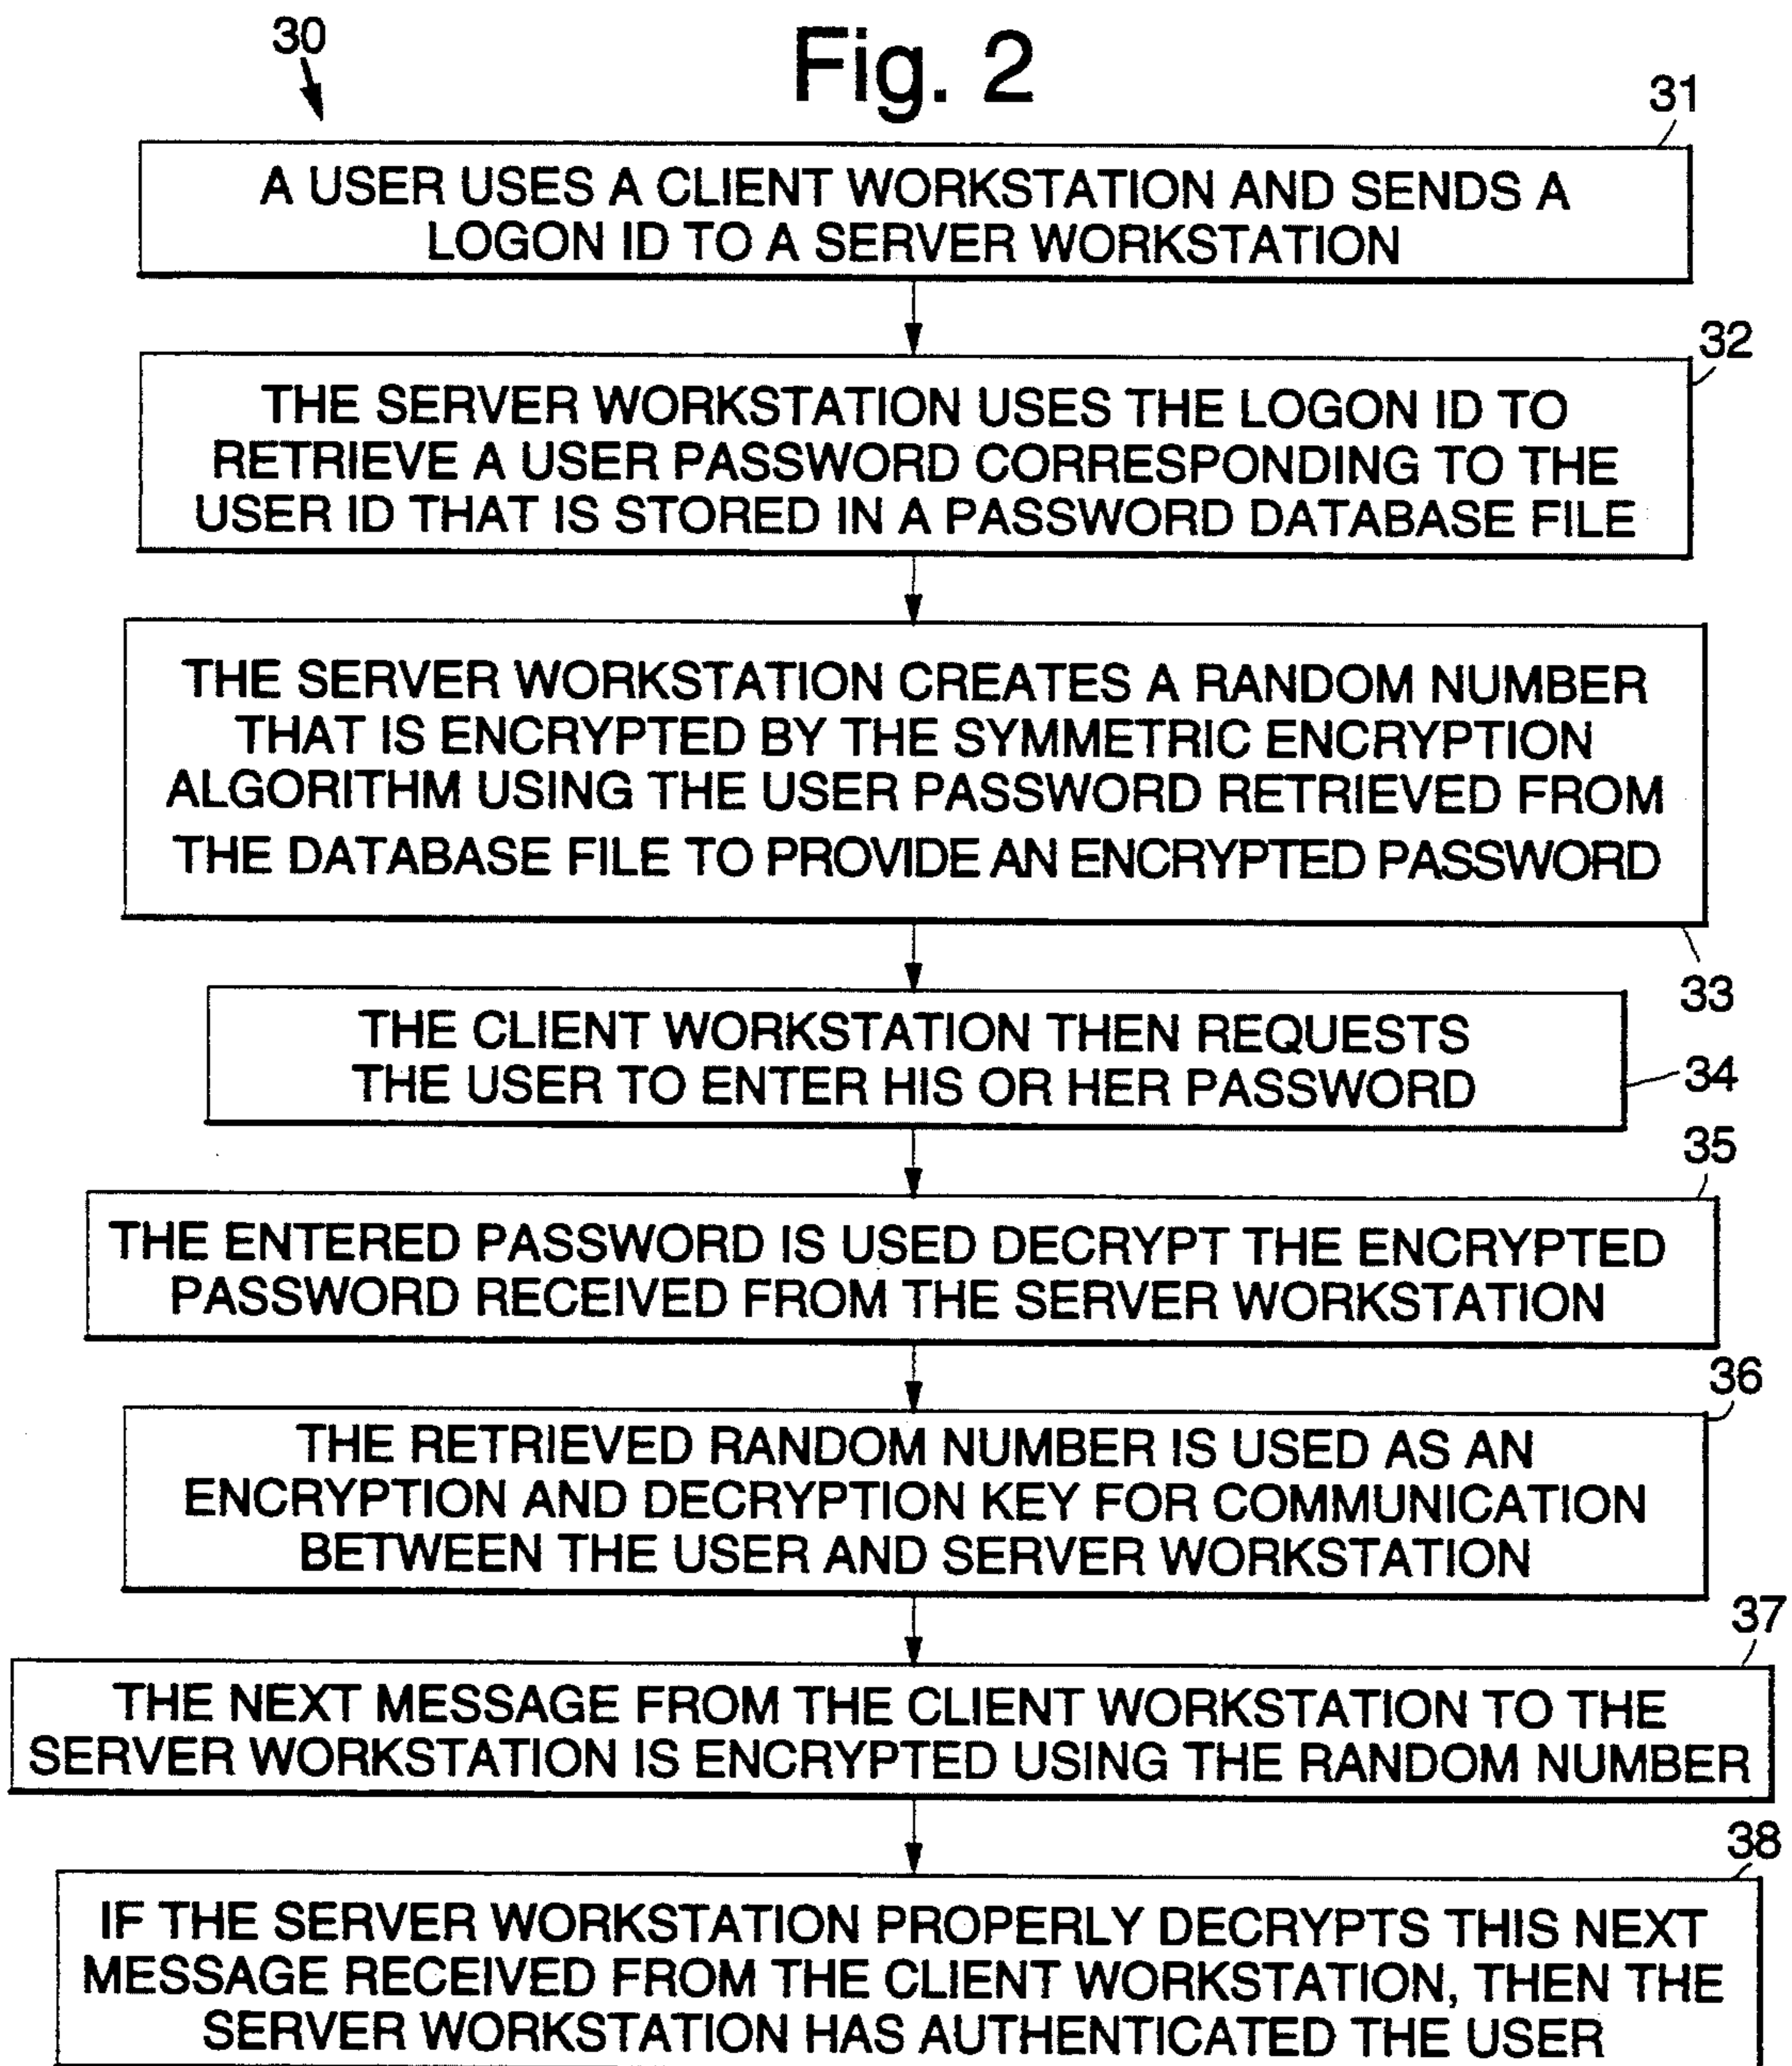 30
Fig. 2
31
A USER USES A CLIENT WORKSTATION AND SENDS A
LOGON ID TO A SERVER WORKSTATION
32
THE SERVER WORKSTATION USES THE LOGON ID TO
RETRIEVE A USER PASSWORD CORRESPONDING TO THE
USER ID THAT IS STORED IN A PASSWORD DATABASE FILE
THE SERVER WORKSTATION CREATES A RANDOM NUMBER
THAT IS ENCRYPTED BY THE SYMMETRIC ENCRYPTION
ALGORITHM USING THE USER PASSWORD RETRIEVED FROM
THE DATABASE FILE TO PROVIDE AN ENCRYPTED PASSWORD
33
THE CLIENT WORKSTATION THEN REQUESTS
THE USER TO ENTER HIS OR HER PASSWORD
34
35
THE ENTERED PASSWORD IS USED DECRYPT THE ENCRYPTED
PASSWORD RECEIVED FROM THE SERVER WORKSTATION
36
THE RETRIEVED RANDOM NUMBER IS USED AS AN
ENCRYPTION AND DECRYPTION KEY FOR COMMUNICATION
BETWEEN THE USER AND SERVER WORKSTATION
37
THE NEXT MESSAGE FROM THE CLIENT WORKSTATION TO THE
SERVER WORKSTATION IS ENCRYPTED USING THE RANDOM NUMBER
38
IF THE SERVER WORKSTATION PROPERLY DECRYPTS THIS NEXT
MESSAGE RECEIVED FROM THE CLIENT WORKSTATION, THEN THE
SERVER WORKSTATION HAS AUTHENTICATED THE USER